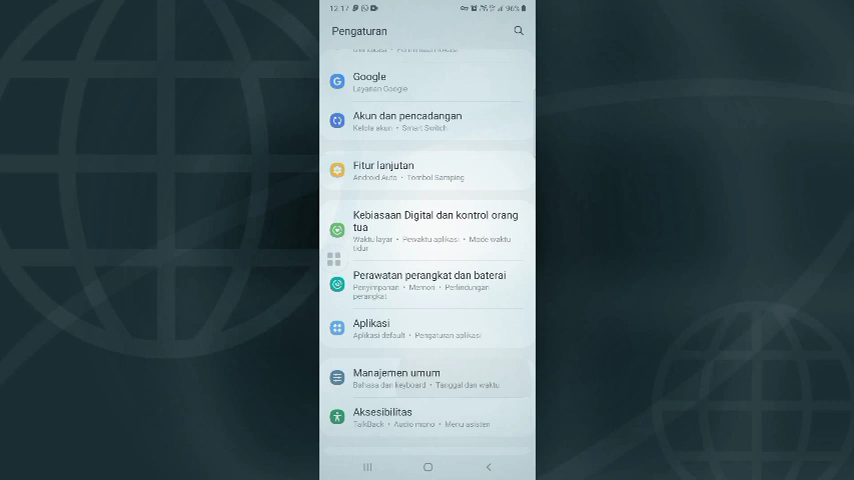 12.17
96%
Pengaturan
Google
Layanan Google
Akun dan pencadangan
Kelola akun • Smart Switch
Fitur lanjutan
Android Auto • Tombol Samping
Kebiasaan Digital dan kontrol orang
tua
Waktu layar • Pewaktu aplikasi • Mode waktu
tidur
Perawatan perangkat dan baterai
Penyimpanan • Memori • Perlindungan
perangkat
Aplikasi
Aplikasi default • Pengaturan aplikasi
Manajemen umum
Bahasa dan keyboard • Tanggal dan waktu
Aksesibilitas
TalkBack • Audio mono • Menu asisten